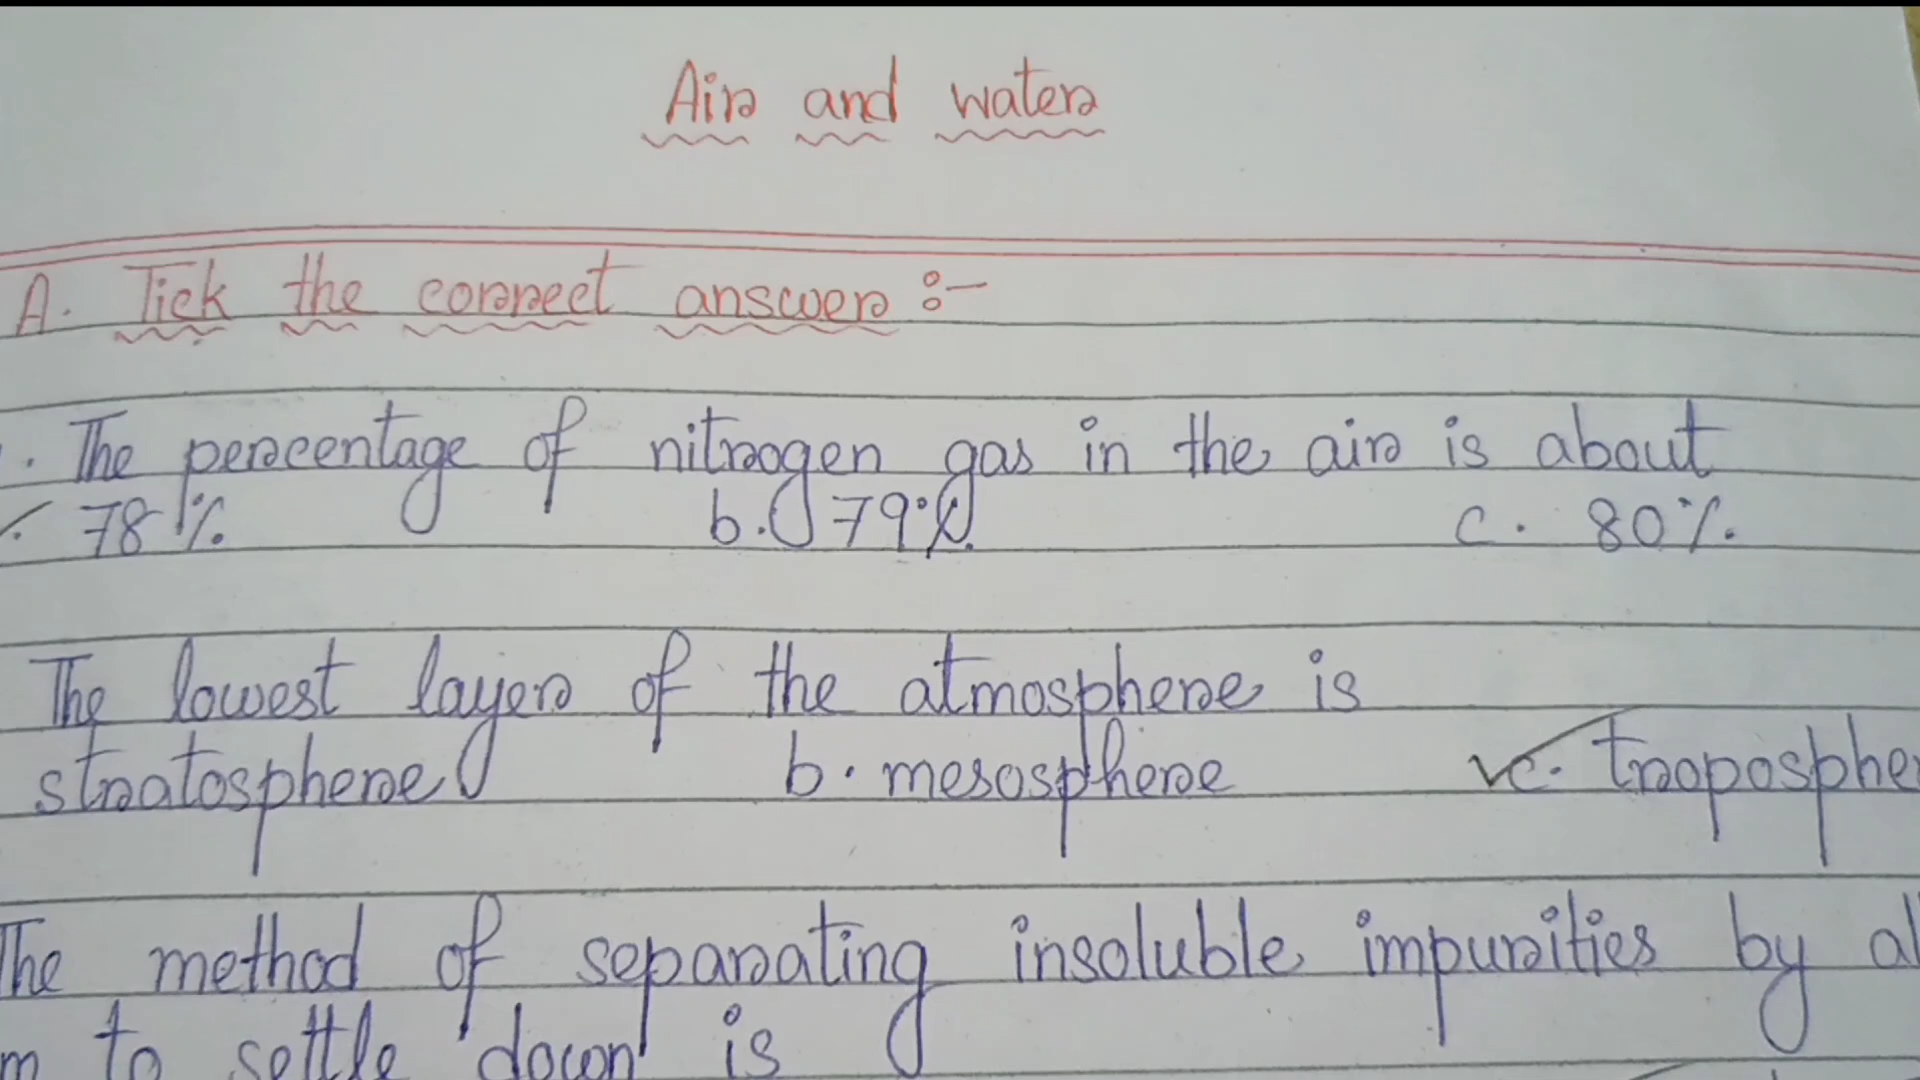 Air and water
A. Tick the correct answer :-
. The percentage of nitrogen gas in the air is about
. 78% b. 79% c. 80%
The lowest layer of the atmosphere is
stratosphere b. mesosphere c. troposphe
The method of separating insoluble impurities by al
m to settle down is